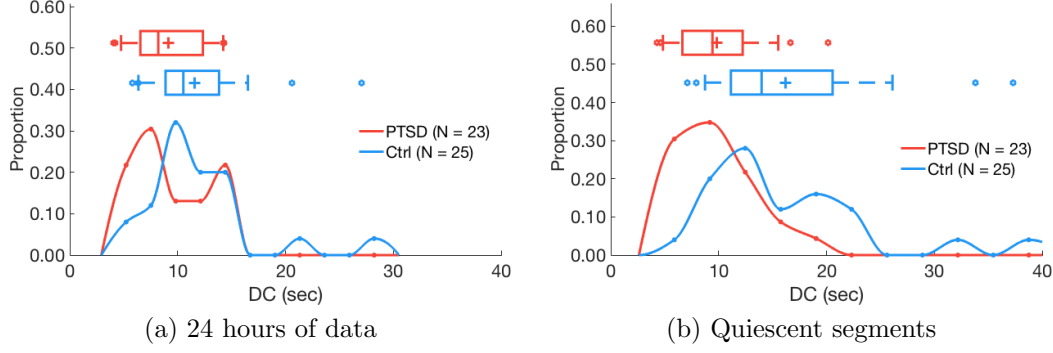 0.60
0.50
0.40
0.30
0.20
0.10
0.00
Proportion
PTSD (N = 23)
Ctrl (N = 25)
0 10 20 30 40
DC (sec)
(a) 24 hours of data
0.60
0.50
0.40
0.30
0.20
0.10
0.00
Proportion
PTSD (N = 23)
Ctrl (N = 25)
0 10 20 30 40
DC (sec)
(b) Quiescent segments